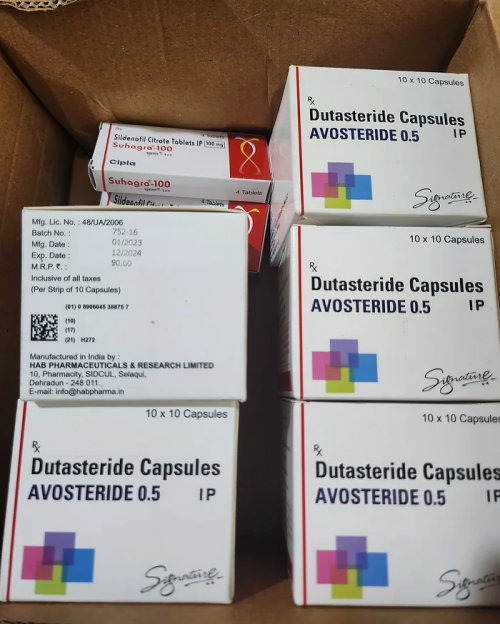 Sildenafil Citrate Tablets IP 100 mg
Suhagra®-100
Cipla
Suhagra®-100
4 Tablets
Sildenafil Citrate
10 x 10 Capsules
Rx
Dutasteride Capsules
AVOSTERIDE 0.5 IP
Signature
Mfg. Lic. No. : 48/UA/2006
Batch No. : 752-16
Mfg. Date : 01/2023
Exp. Date : 12/2024
M.R.P. ₹. : 90.00
Inclusive of all taxes
(Per Strip of 10 Capsules)
(10)
(17)
(21) H272
Manufactured in India by :
HAB PHARMACEUTICALS & RESEARCH LIMITED
10, Pharmacity, SIDCUL, Selaqui,
Dehradun - 248 011.
E-mail: info@habpharma.in
10 x 10 Capsules
Rx
Dutasteride Capsules
AVOSTERIDE 0.5 IP
Signature
10 x 10 Capsules
Rx
Dutasteride Capsules
AVOSTERIDE 0.5 IP
Signature
10 x 10 Capsules
Rx
Dutasteride Capsules
AVOSTERIDE 0.5 IP
Signature